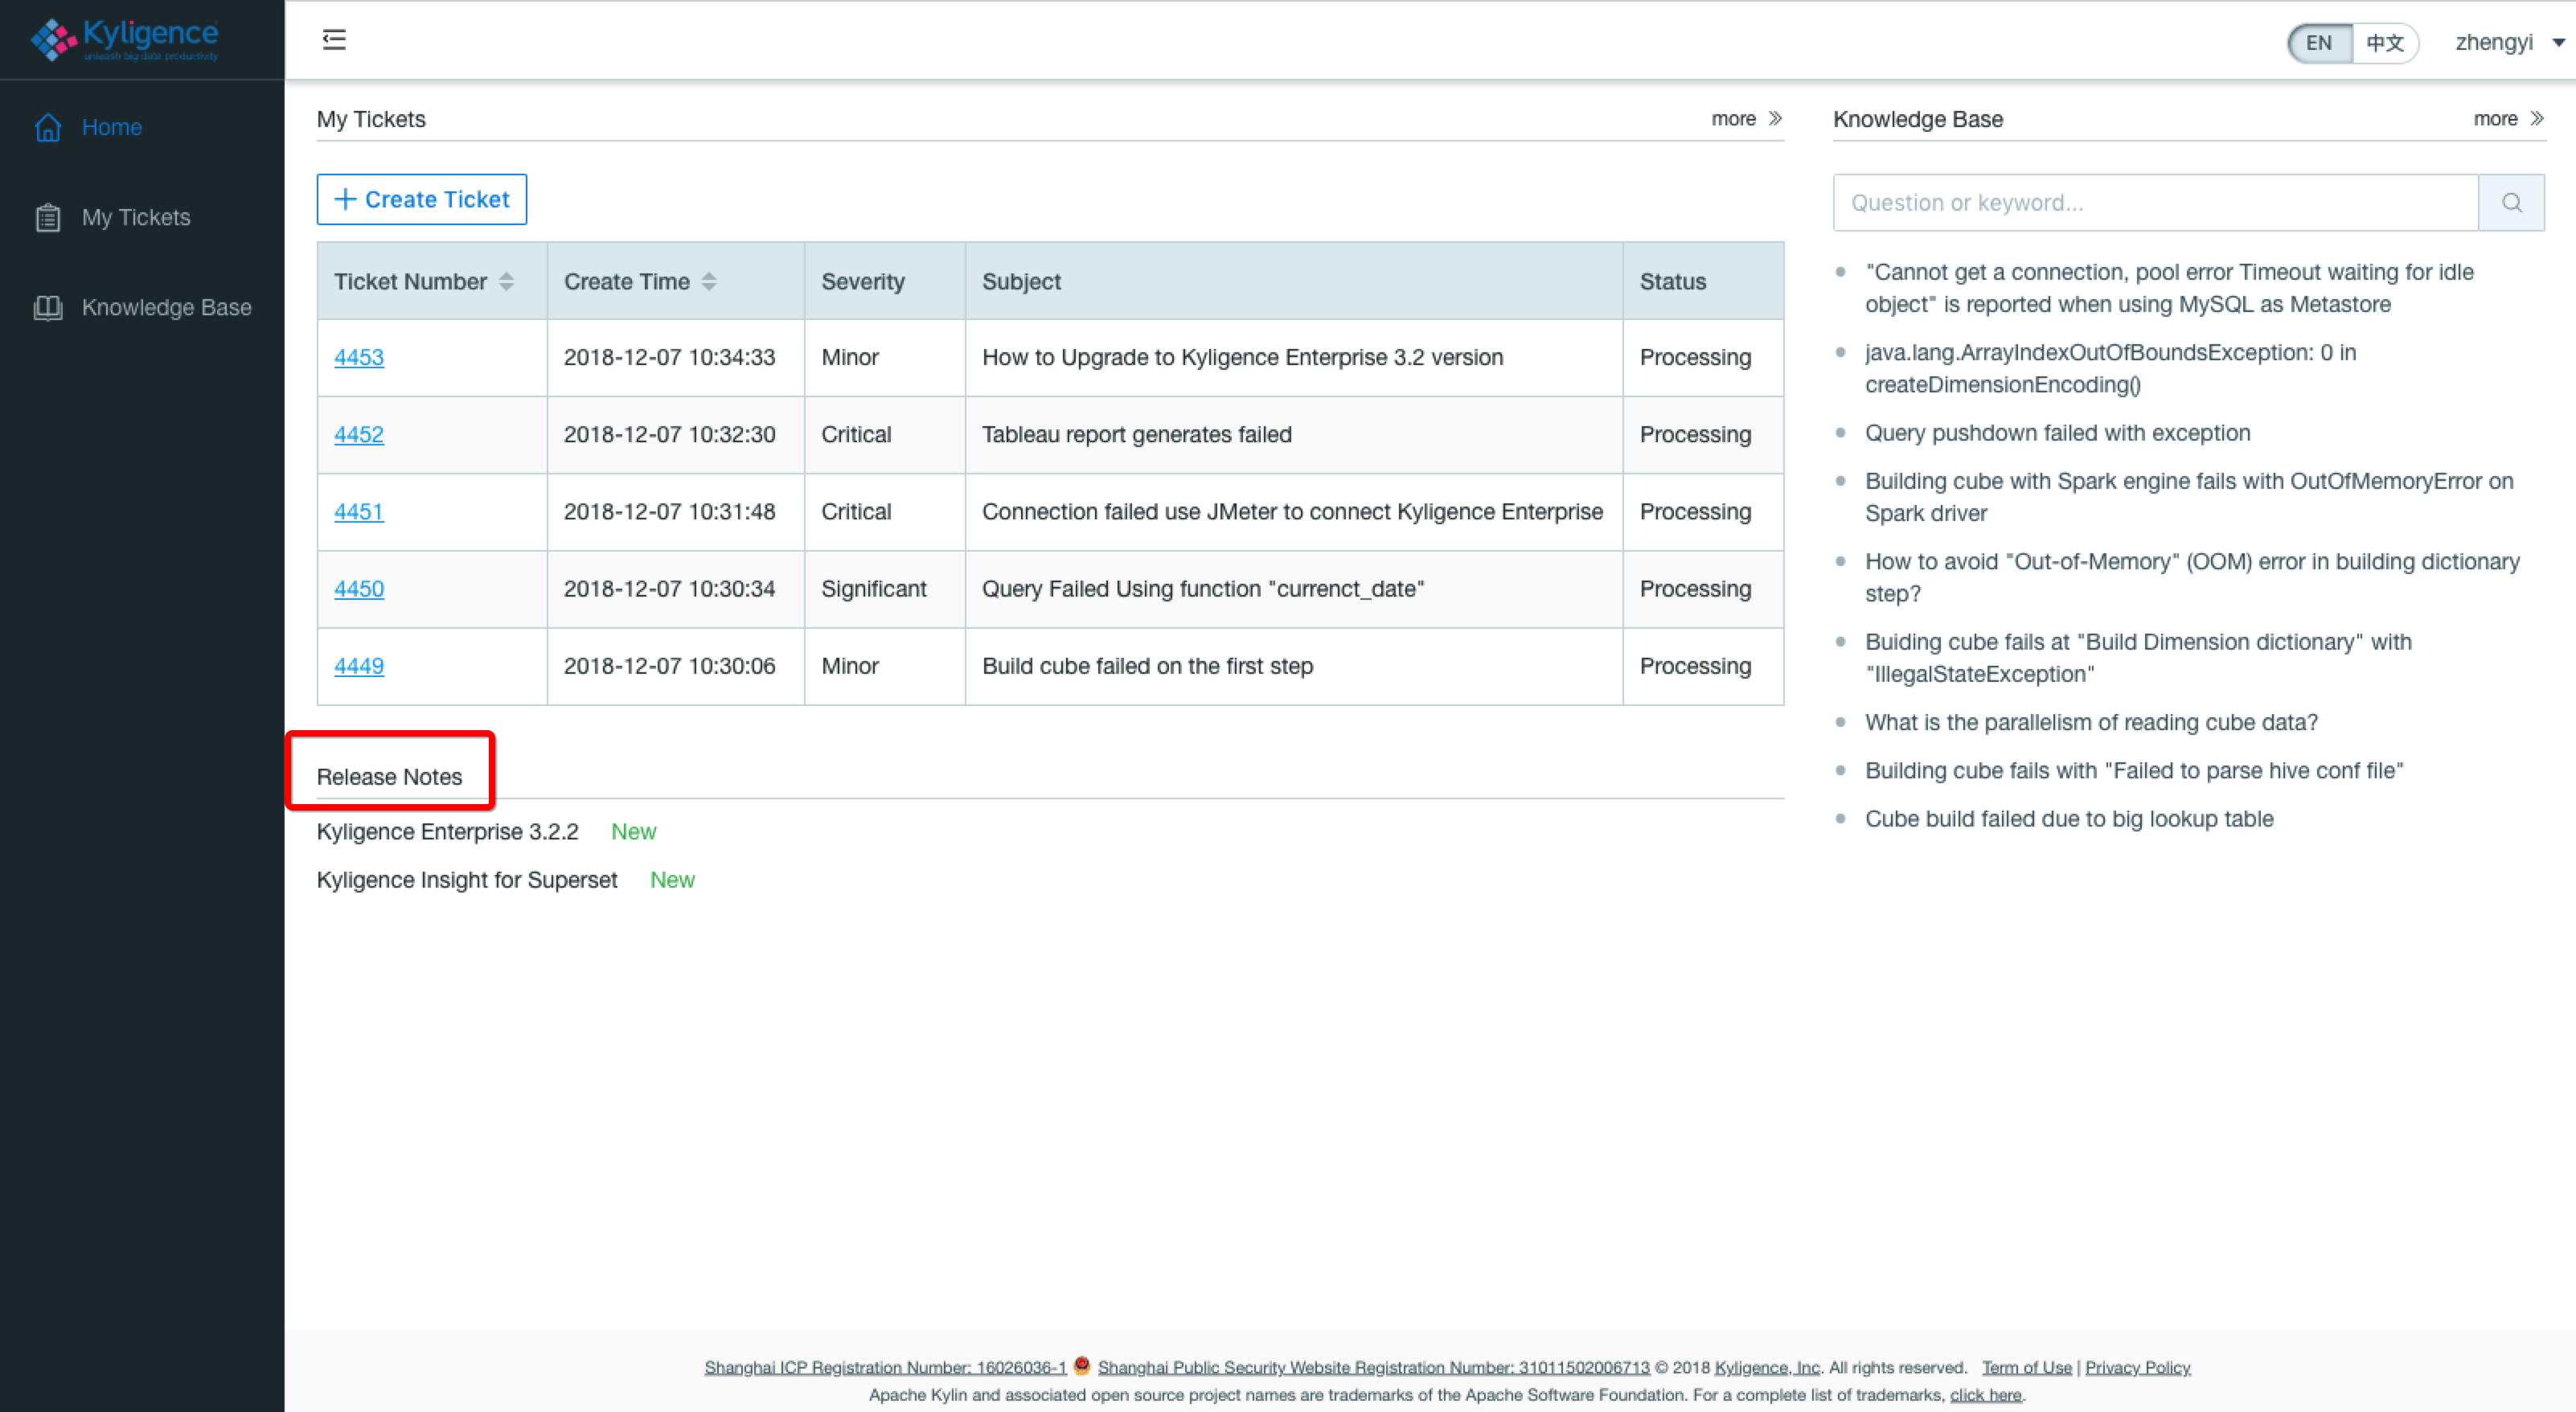 Kyligence
unleash big data productivity
EN 中文 zhengyi
Home
My Tickets
Knowledge Base
My Tickets more
Create Ticket
Ticket Number Create Time Severity Subject Status
4453 2018-12-07 10:34:33 Minor How to Upgrade to Kyligence Enterprise 3.2 version Processing
4452 2018-12-07 10:32:30 Critical Tableau report generates failed Processing
4451 2018-12-07 10:31:48 Critical Connection failed use JMeter to connect Kyligence Enterprise Processing
4450 2018-12-07 10:30:34 Significant Query Failed Using function "currenct_date" Processing
4449 2018-12-07 10:30:06 Minor Build cube failed on the first step Processing
Release Notes
Kyligence Enterprise 3.2.2 New
Kyligence Insight for Superset New
Knowledge Base more
Question or keyword...
"Cannot get a connection, pool error Timeout waiting for idle
object" is reported when using MySQL as Metastore
java.lang.ArrayIndexOutOfBoundsException: 0 in
createDimensionEncoding()
Query pushdown failed with exception
Building cube with Spark engine fails with OutOfMemoryError on
Spark driver
How to avoid "Out-of-Memory" (OOM) error in building dictionary
step?
Buiding cube fails at "Build Dimension dictionary" with
"IllegalStateException"
What is the parallelism of reading cube data?
Building cube fails with "Failed to parse hive conf file"
Cube build failed due to big lookup table
Shanghai ICP Registration Number: 16026036-1 Shanghai Public Security Website Registration Number: 31011502006713 © 2018 Kyligence, Inc. All rights reserved. Term of Use | Privacy Policy
Apache Kylin and associated open source project names are trademarks of the Apache Software Foundation. For a complete list of trademarks, click here.